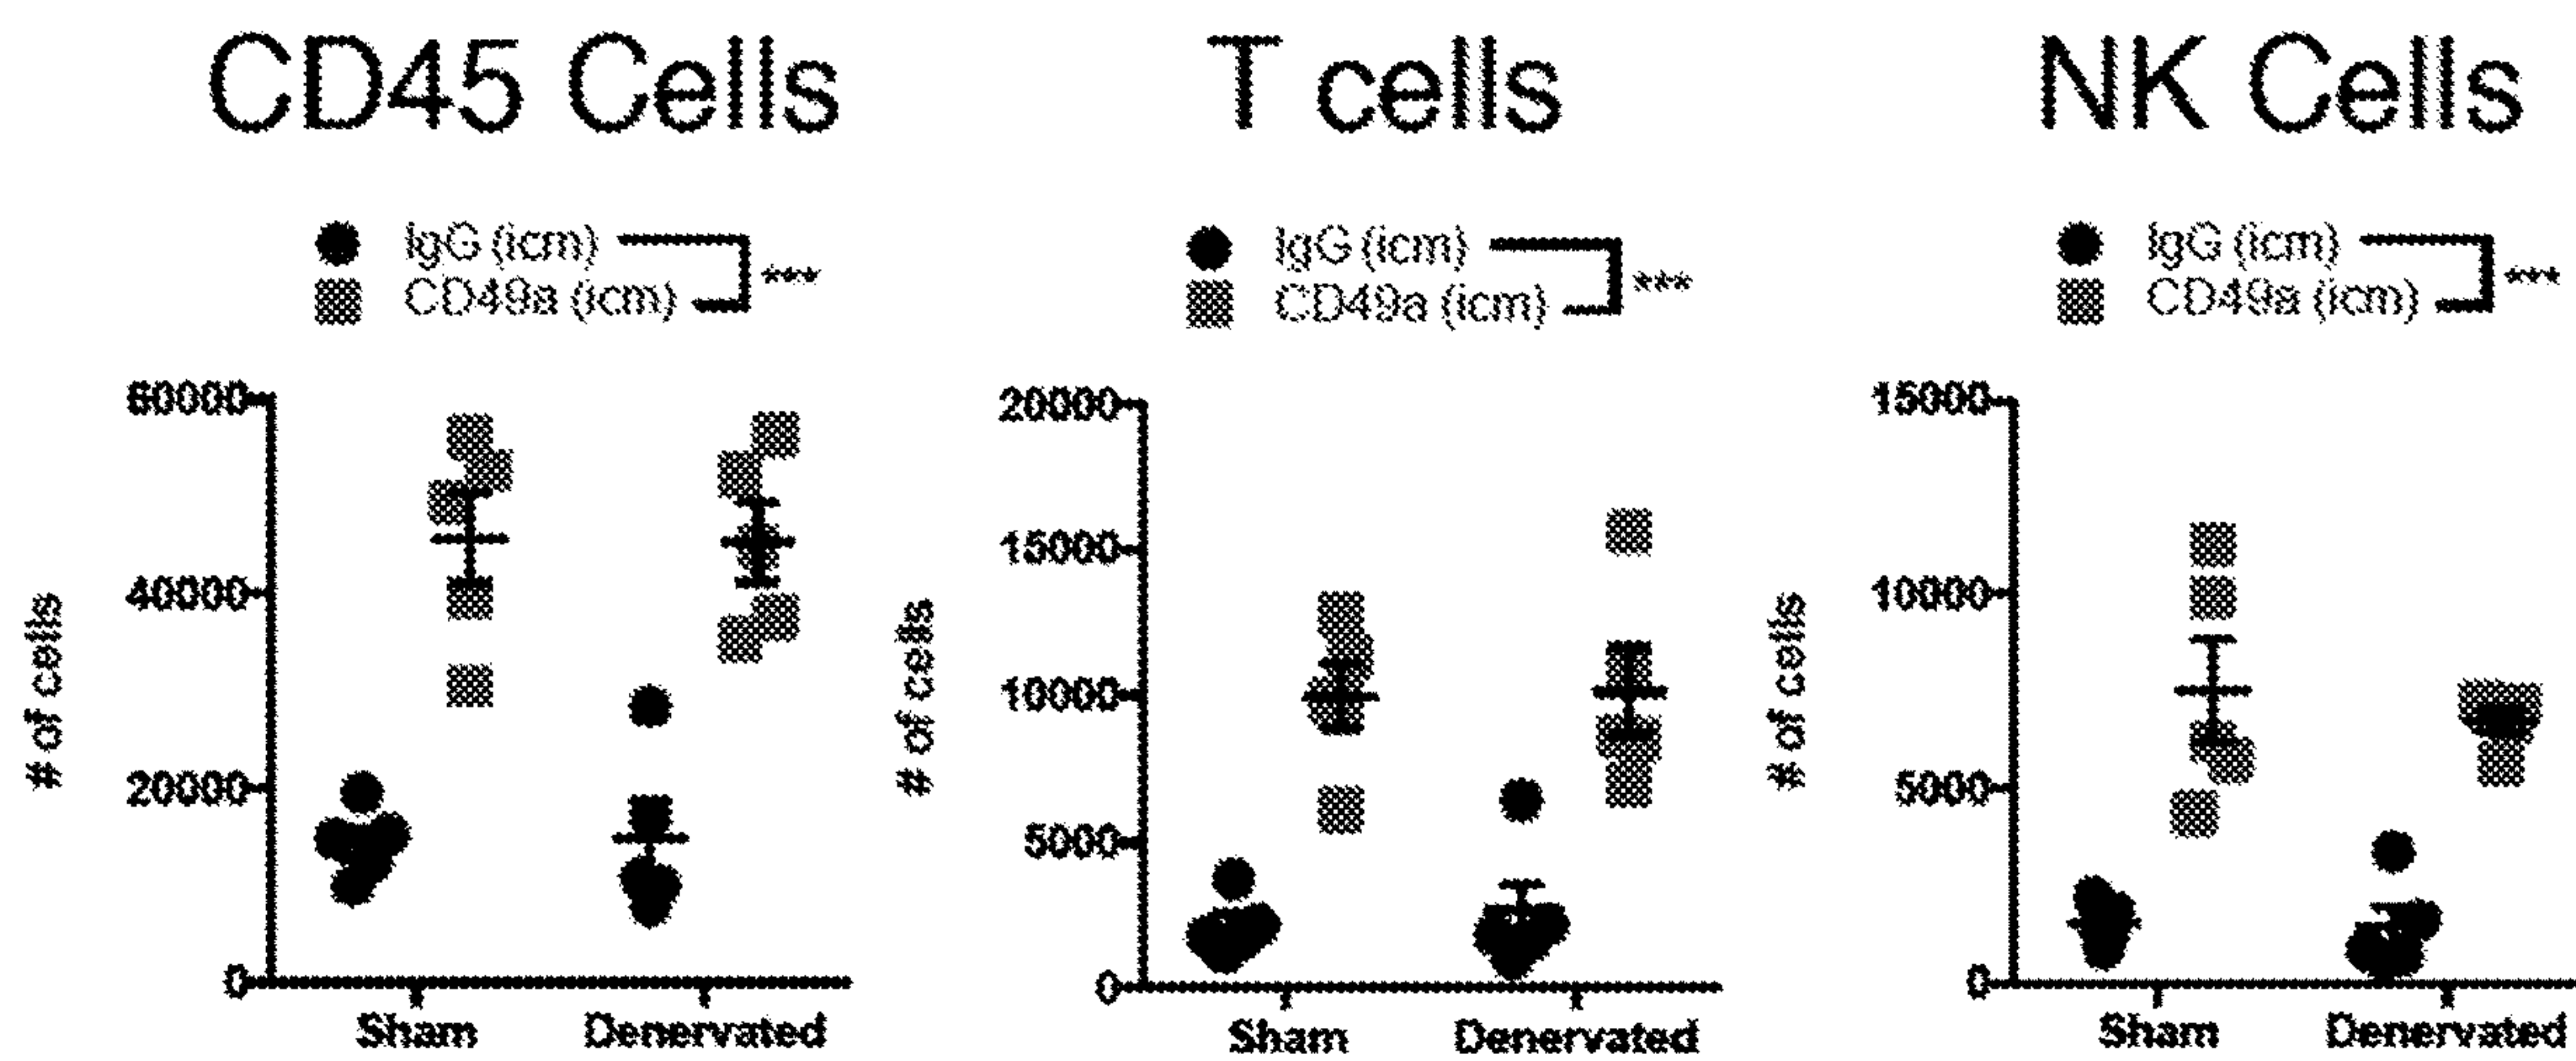 CD45 Cells
IgG (icm)
CD49a (icm)
***
# of cells
60000
40000
20000
0
Sham
Denervated
T cells
IgG (icm)
CD49a (icm)
***
# of cells
20000
15000
10000
5000
0
Sham
Denervated
NK Cells
IgG (icm)
CD49a (icm)
***
# of cells
15000
10000
5000
0
Sham
Denervated